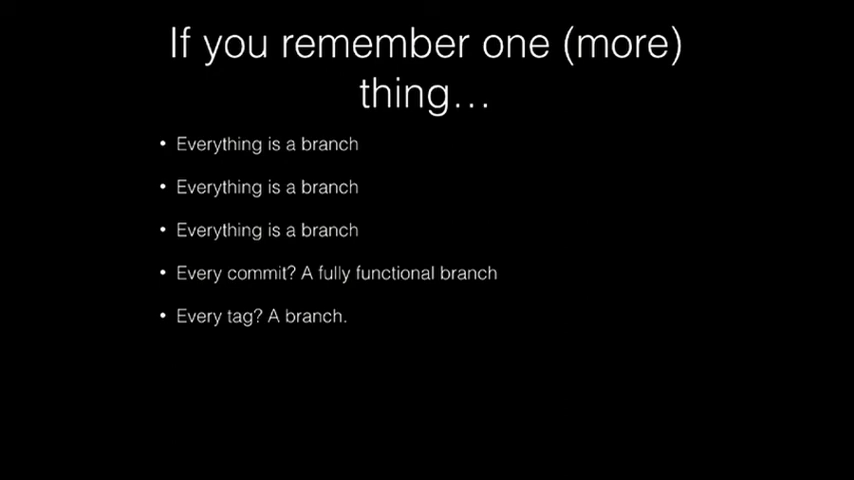 If you remember one (more)
thing…
• Everything is a branch
• Everything is a branch
• Everything is a branch
• Every commit? A fully functional branch
• Every tag? A branch.